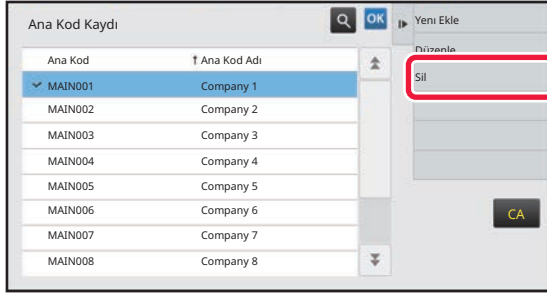 Ana Kod Kaydı
OK
Yeni Ekle
Düzenle
Sil
Ana Kod
Ana Kod Adı
MAIN001 Company 1
MAIN002 Company 2
MAIN003 Company 3
MAIN004 Company 4
MAIN005 Company 5
MAIN006 Company 6
MAIN007 Company 7
MAIN008 Company 8
CA